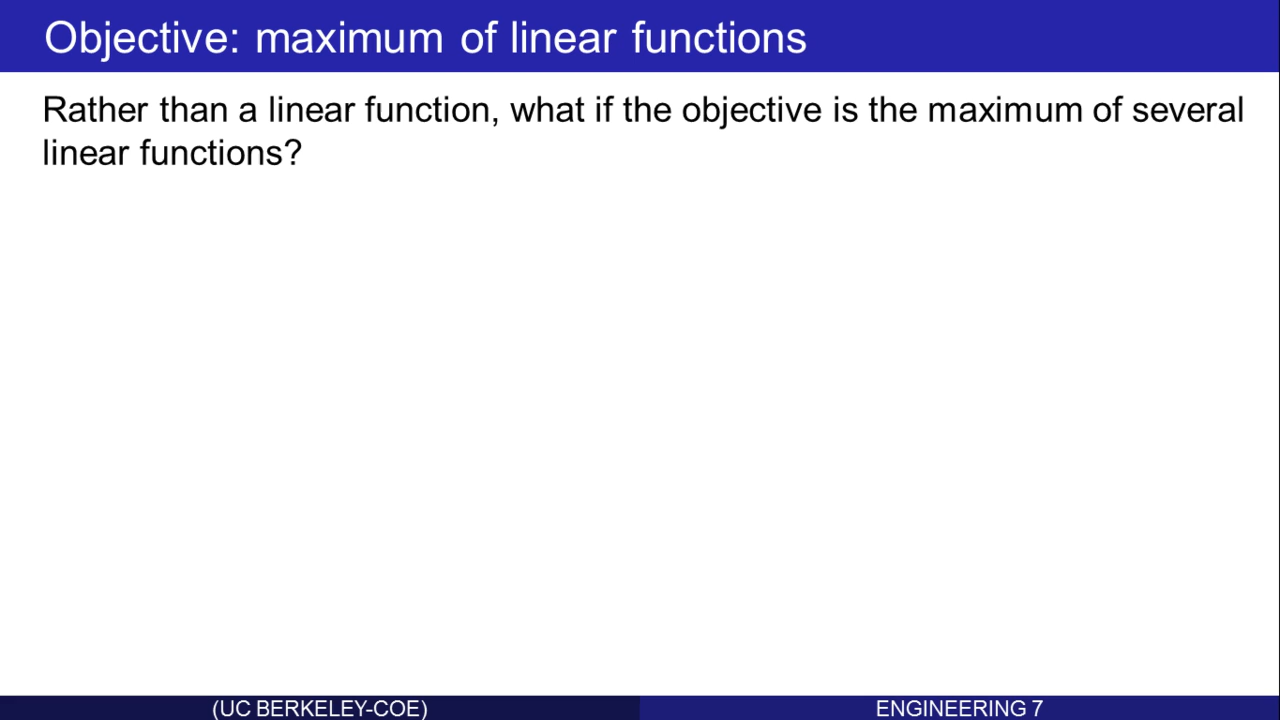 Objective: maximum of linear functions
Rather than a linear function, what if the objective is the maximum of several
linear functions?
(UC BERKELEY-COE)
ENGINEERING 7